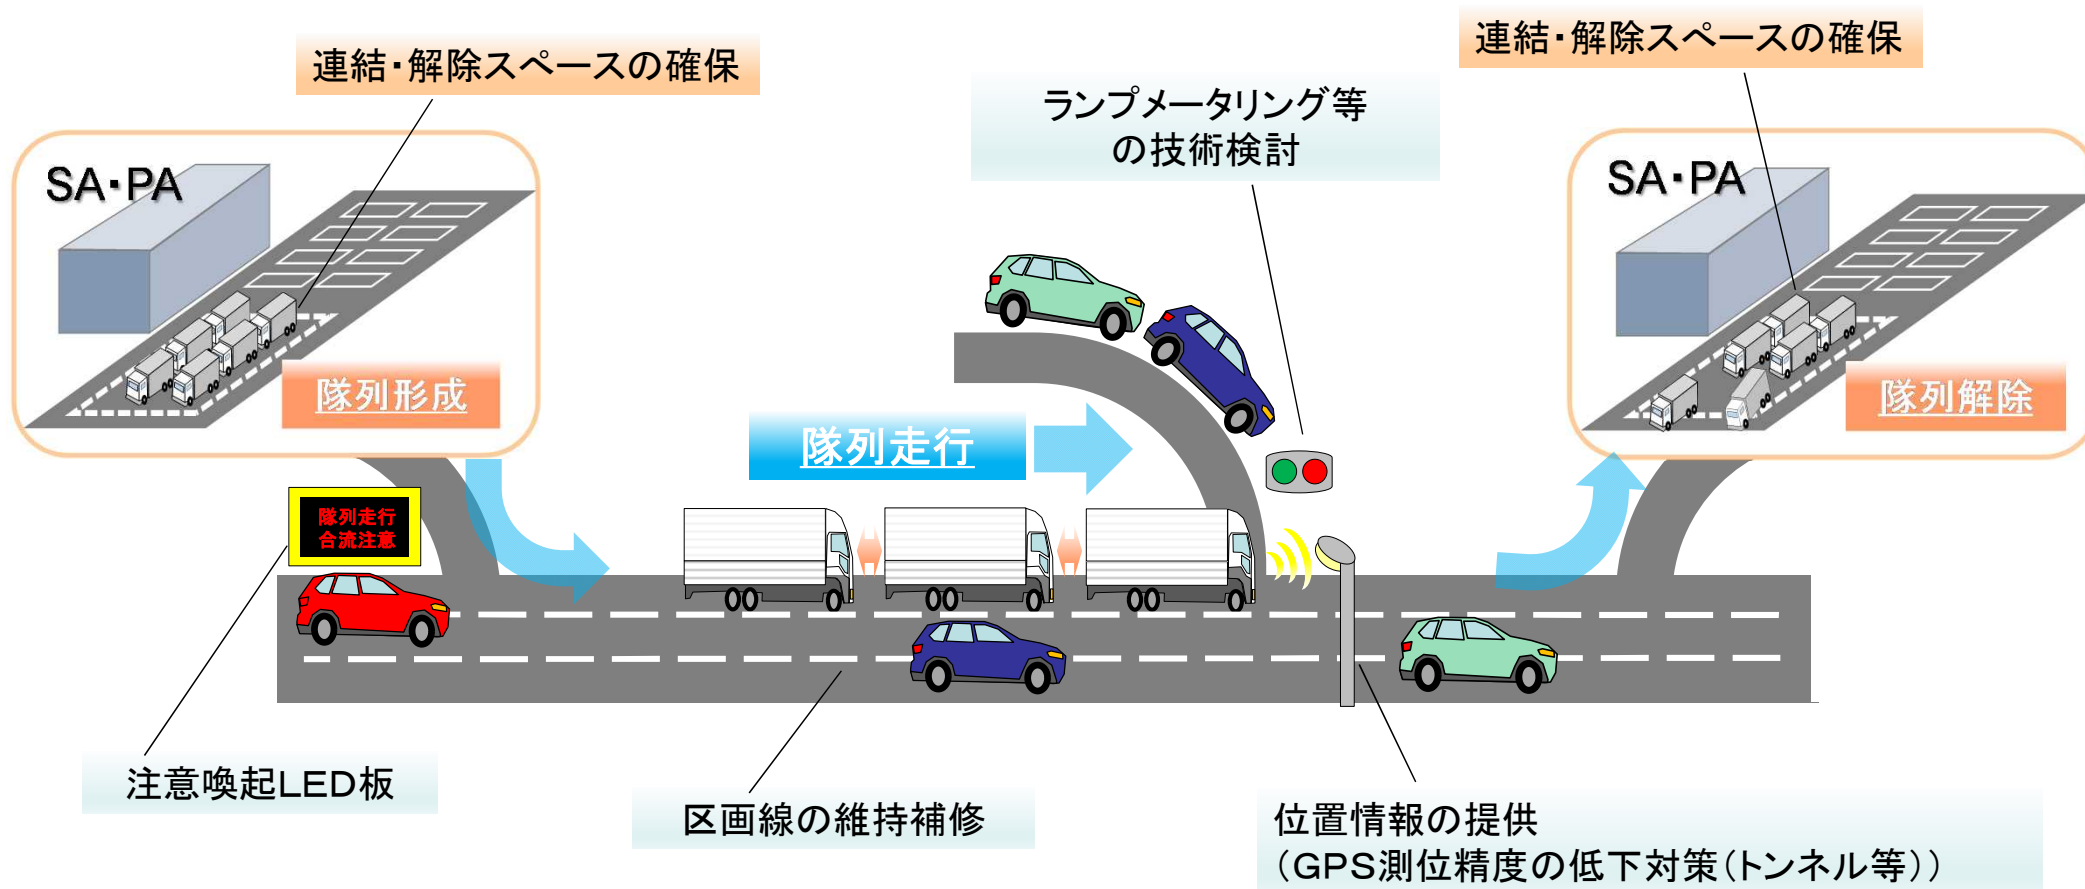 連結・解除スペースの確保
SA・PA
隊列形成
ランプメータリング等
の技術検討
連結・解除スペースの確保
SA・PA
隊列解除
隊列走行
隊列走行
合流注意
注意喚起LED板
区画線の維持補修
位置情報の提供
（GPS測位精度の低下対策（トンネル等））